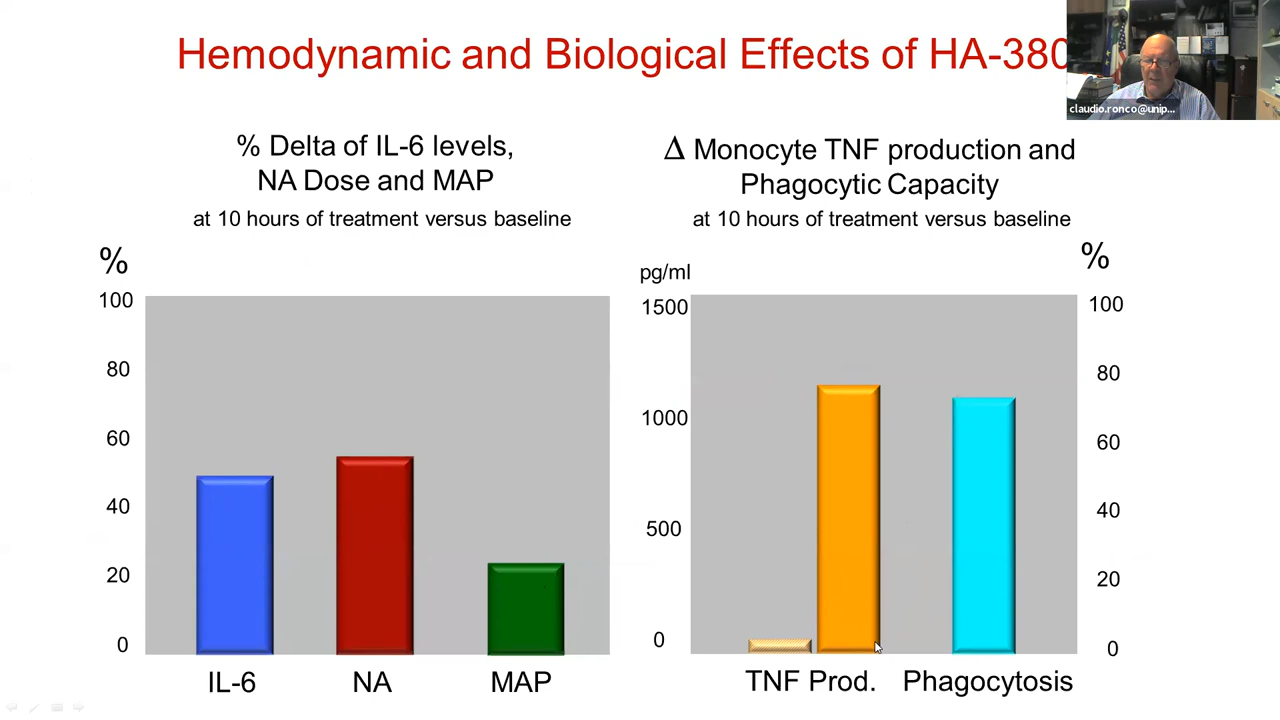 Hemodynamic and Biological Effects of HA-380
claudio.ronco@unip...
% Delta of IL-6 levels,
NA Dose and MAP
at 10 hours of treatment versus baseline
%
100
80
60
40
20
0
IL-6 NA MAP
Δ Monocyte TNF production and
Phagocytic Capacity
at 10 hours of treatment versus baseline
pg/ml
1500
1000
500
0
%
100
80
60
40
20
0
TNF Prod. Phagocytosis